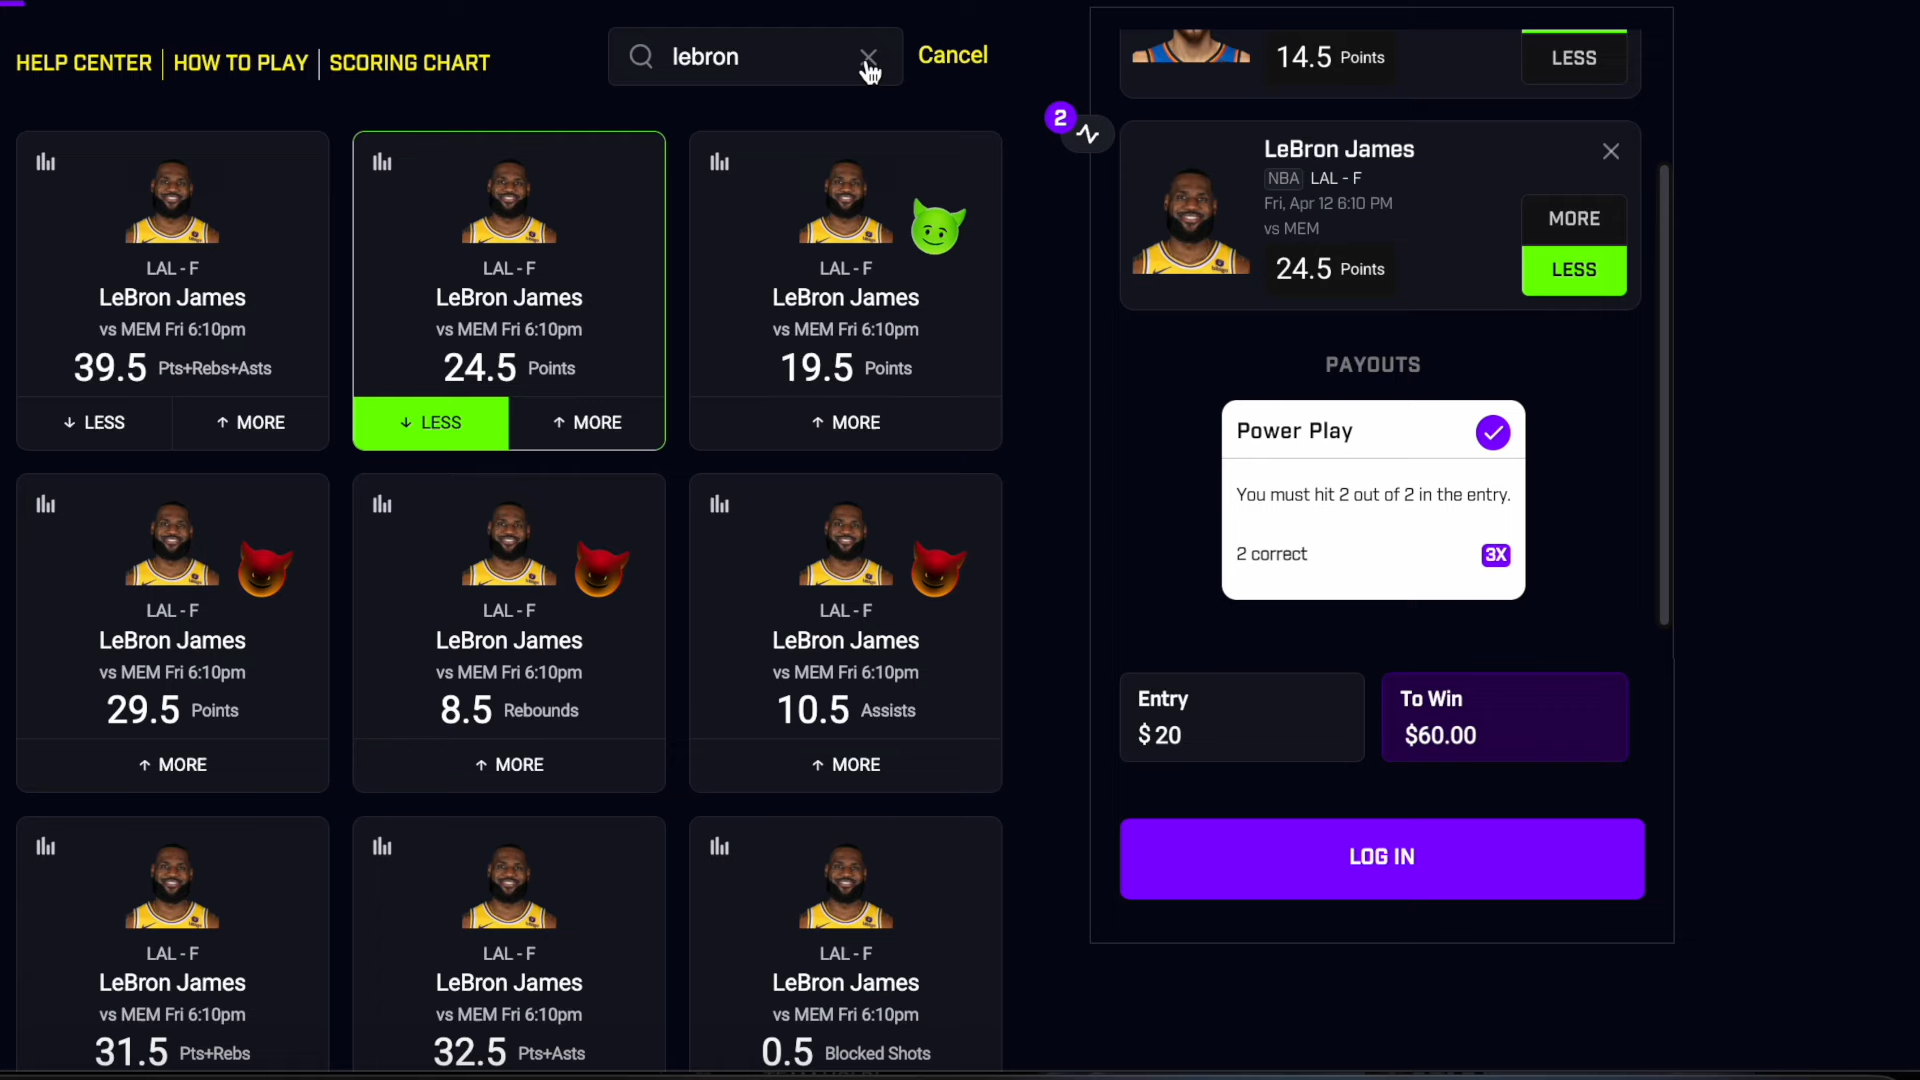 HELP CENTER
HOW TO PLAY
SCORING CHART
lebron
Cancel
LAL - F
LeBron James
vs MEM Fri 6:10pm
39.5 Pts+Rebs+Asts
LESS
MORE
LAL - F
LeBron James
vs MEM Fri 6:10pm
24.5 Points
LESS
MORE
LAL - F
LeBron James
vs MEM Fri 6:10pm
19.5 Points
MORE
LAL - F
LeBron James
vs MEM Fri 6:10pm
29.5 Points
MORE
LAL - F
LeBron James
vs MEM Fri 6:10pm
8.5 Rebounds
MORE
LAL - F
LeBron James
vs MEM Fri 6:10pm
10.5 Assists
MORE
LAL - F
LeBron James
vs MEM Fri 6:10pm
31.5 Pts+Rebs
LAL - F
LeBron James
vs MEM Fri 6:10pm
32.5 Pts+Asts
LAL - F
LeBron James
vs MEM Fri 6:10pm
0.5 Blocked Shots
14.5 Points
LESS
2
LeBron James
NBA LAL - F
Fri, Apr 12 6:10 PM
vs MEM
24.5 Points
MORE
LESS
PAYOUTS
Power Play
You must hit 2 out of 2 in the entry.
2 correct
3X
Entry
$ 20
To Win
$60.00
LOG IN